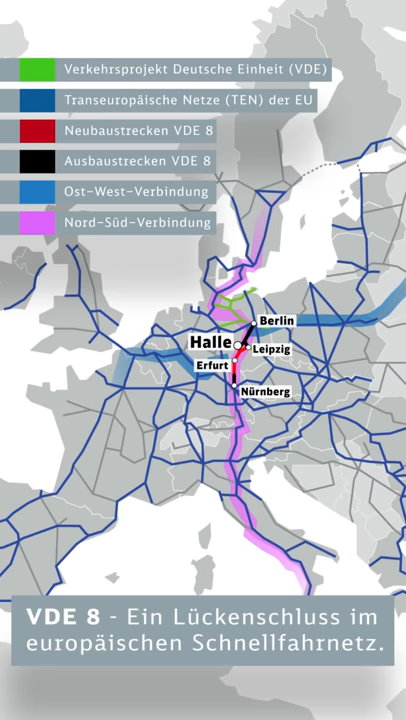 Verkehrsprojekt Deutsche Einheit (VDE)
Transeuropäische Netze (TEN) der EU
Neubaustrecken VDE 8
Ausbaustrecken VDE 8
Ost-West-Verbindung
Nord-Süd-Verbindung
Berlin
Halle
Leipzig
Erfurt
Nürnberg
VDE 8 - Ein Lückenschluss im
europäischen Schnellfahrnetz.